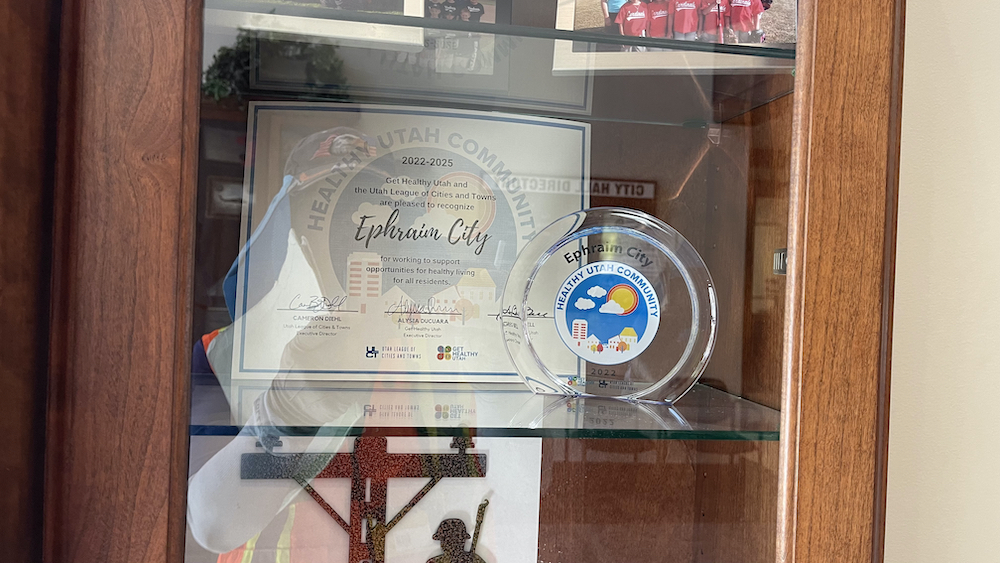 Cardinals
HEALTHY UTAH COMMUNITY
2022-2025
Get Healthy Utah and
the Utah League of Cities and Towns
are pleased to recognize
Ephraim City
for working to support
opportunities for healthy living
for all residents.
CAMERON DIEHL
Utah League of Cities & Towns
Executive Director
ALYSIA DUCUARA
Get Healthy Utah
Executive Director
UTAH LEAGUE OF
CITIES AND TOWNS
GET
HEALTHY
UTAH
CITY HALL DIRECTORY
Ephraim City
HEALTHY UTAH COMMUNITY
2022